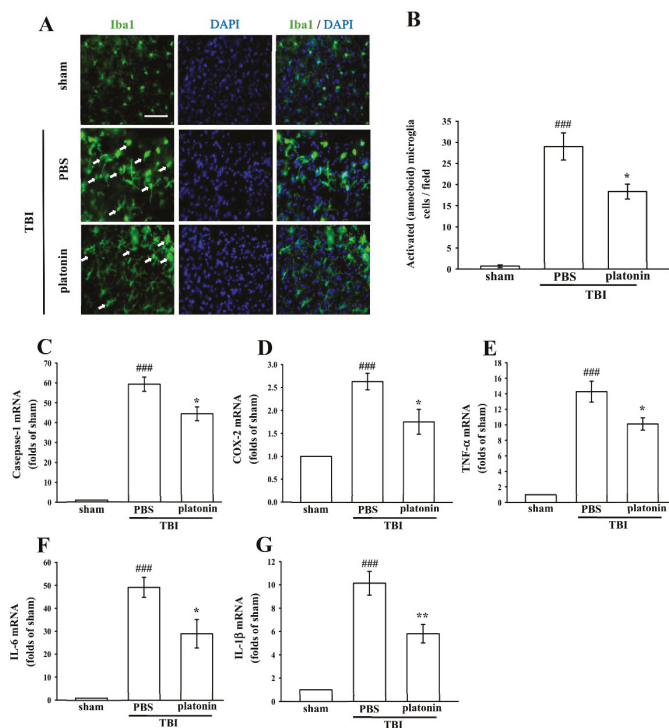 A
Iba1 DAPI Iba1 / DAPI
sham
TBI
PBS
platonin
B
Activated (amoeboid) microglia
cells / field
35
30
25
20
15
10
5
0
###
*
sham PBS platonin
TBI
C
Casepase-1 mRNA
(folds of sham)
70
60
50
40
30
20
10
0
###
*
sham PBS platonin
TBI
D
COX-2 mRNA
(folds of sham)
3.0
2.5
2.0
1.5
1.0
0.5
0.0
###
*
sham PBS platonin
TBI
E
TNF-α mRNA
(folds of sham)
16
14
12
10
8
6
4
2
0
###
*
sham PBS platonin
TBI
F
IL-6 mRNA
(folds of sham)
60
50
40
30
20
10
0
###
*
sham PBS platonin
TBI
G
IL-1β mRNA
(folds of sham)
12
10
8
6
4
2
0
###
**
sham PBS platonin
TBI